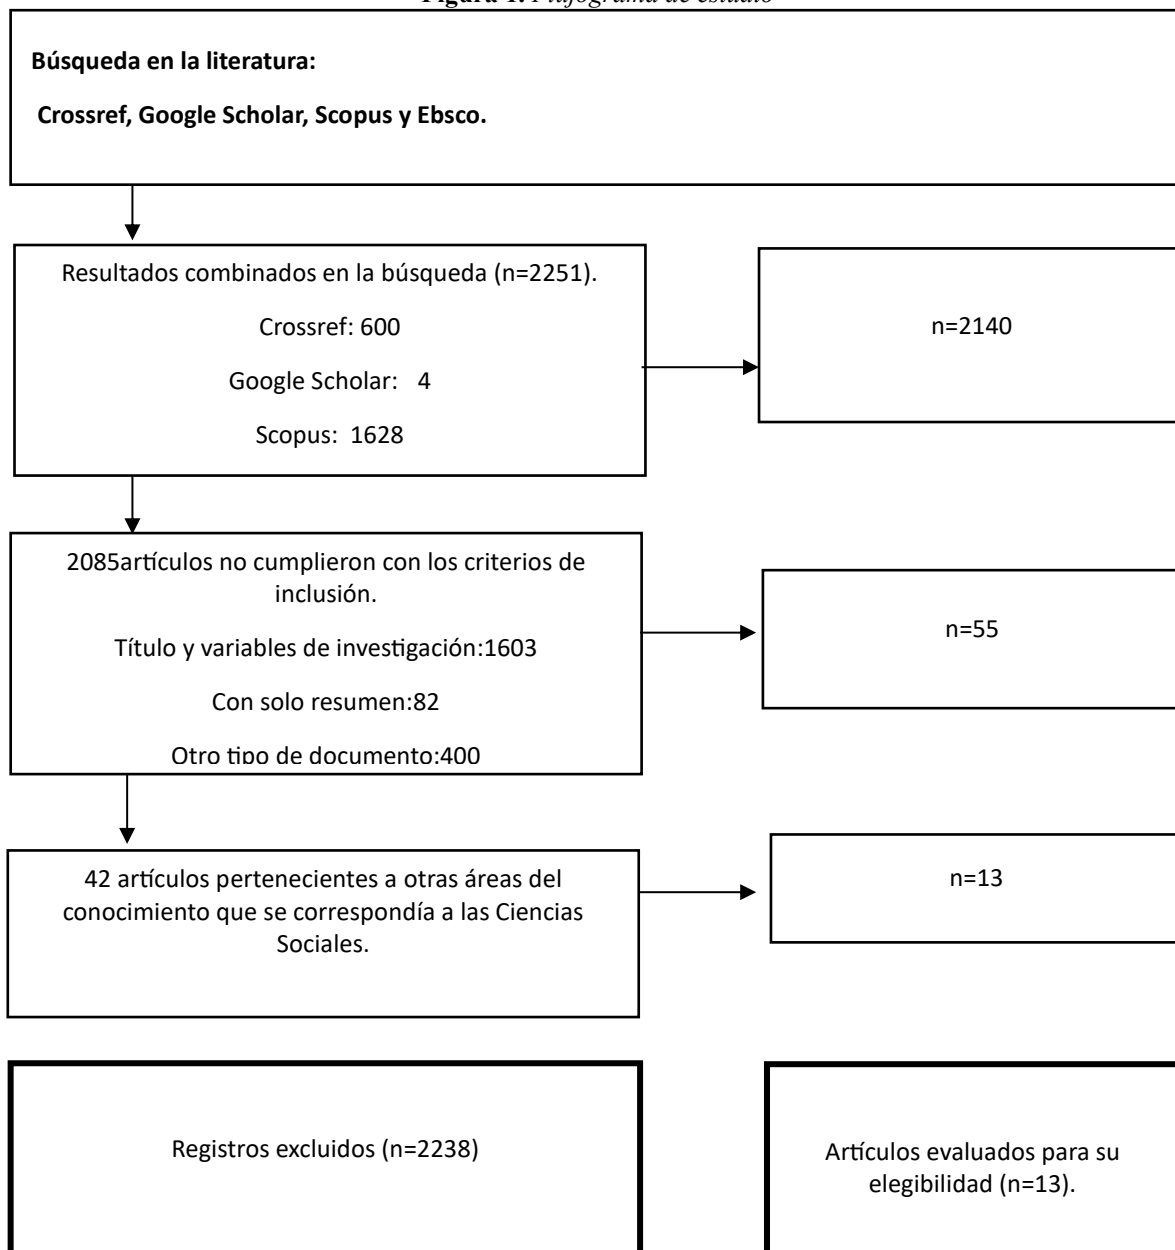 Figura 1. Flujograma de estudio
Búsqueda en la literatura:
Crossref, Google Scholar, Scopus y Ebsco.
Resultados combinados en la búsqueda (n=2251).
Crossref: 600
Google Scholar: 4
Scopus: 1628
n=2140
2085artículos no cumplieron con los criterios de
inclusión.
Título y variables de investigación:1603
Con solo resumen:82
Otro tipo de documento:400
n=55
42 artículos pertenecientes a otras áreas del
conocimiento que se correspondía a las Ciencias
Sociales.
n=13
Registros excluidos (n=2238)
Artículos evaluados para su
elegibilidad (n=13).